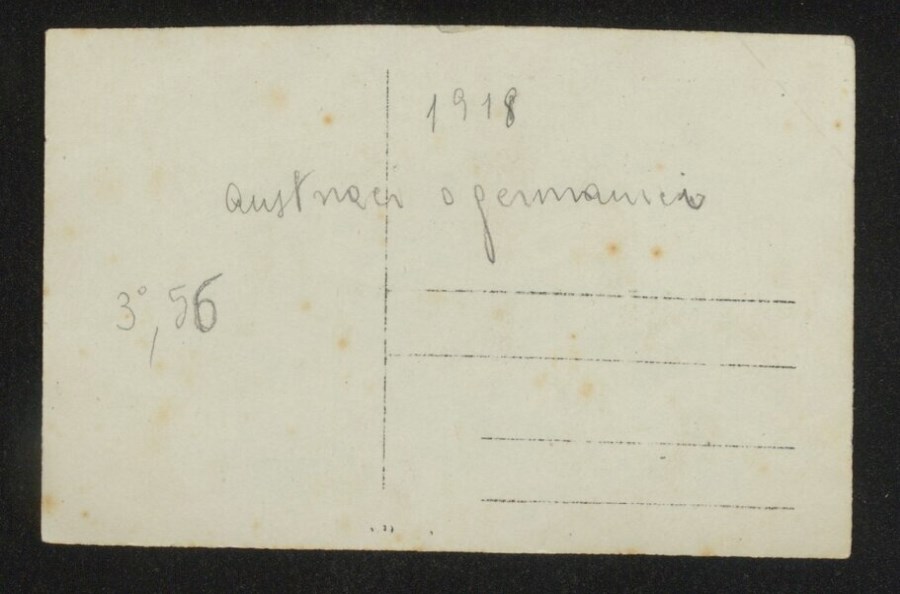 1918
Austriaci o germanici
3°, 56